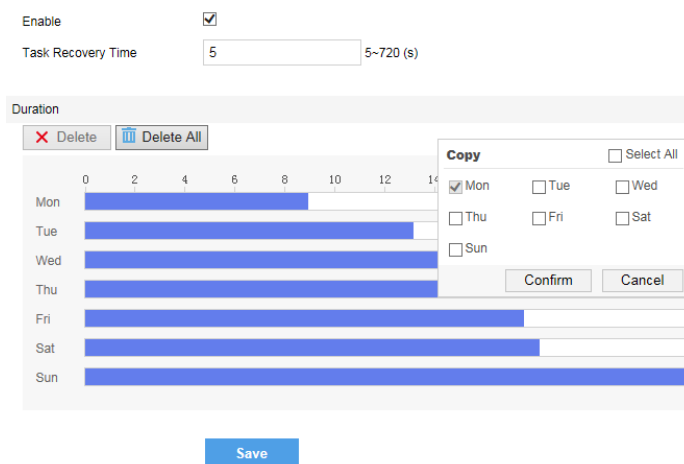 Enable
Task Recovery Time 5 5~720 (s)
Duration
Delete Delete All
Copy Select All
0 2 4 6 8 10 12 14
Mon Tue Wed
Thu Fri Sat
Sun
Confirm Cancel
Mon
Tue
Wed
Thu
Fri
Sat
Sun
Save